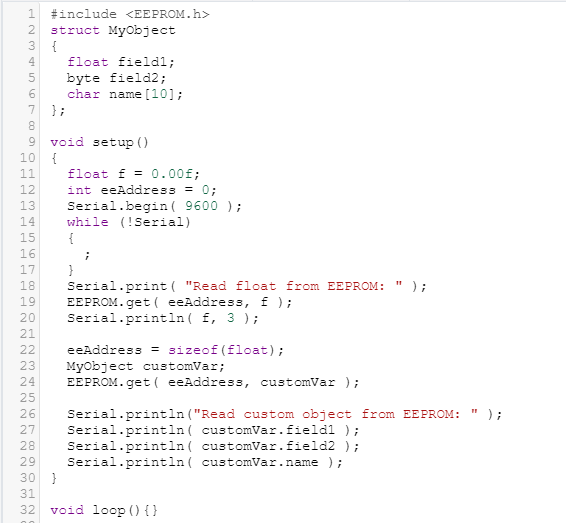 1 #include <EEPROM.h>
2 struct MyObject
3 {
4   float field1;
5   byte field2;
6   char name[10];
7 };
8
9 void setup()
10 {
11   float f = 0.00f;
12   int eeAddress = 0;
13   Serial.begin( 9600 );
14   while (!Serial)
15   {
16     ;
17   }
18   Serial.print( "Read float from EEPROM: " );
19   EEPROM.get( eeAddress, f );
20   Serial.println( f, 3 );
21
22   eeAddress = sizeof(float);
23   MyObject customVar;
24   EEPROM.get( eeAddress, customVar );
25
26   Serial.println("Read custom object from EEPROM: " );
27   Serial.println( customVar.field1 );
28   Serial.println( customVar.field2 );
29   Serial.println( customVar.name );
30 }
31
32 void loop(){}